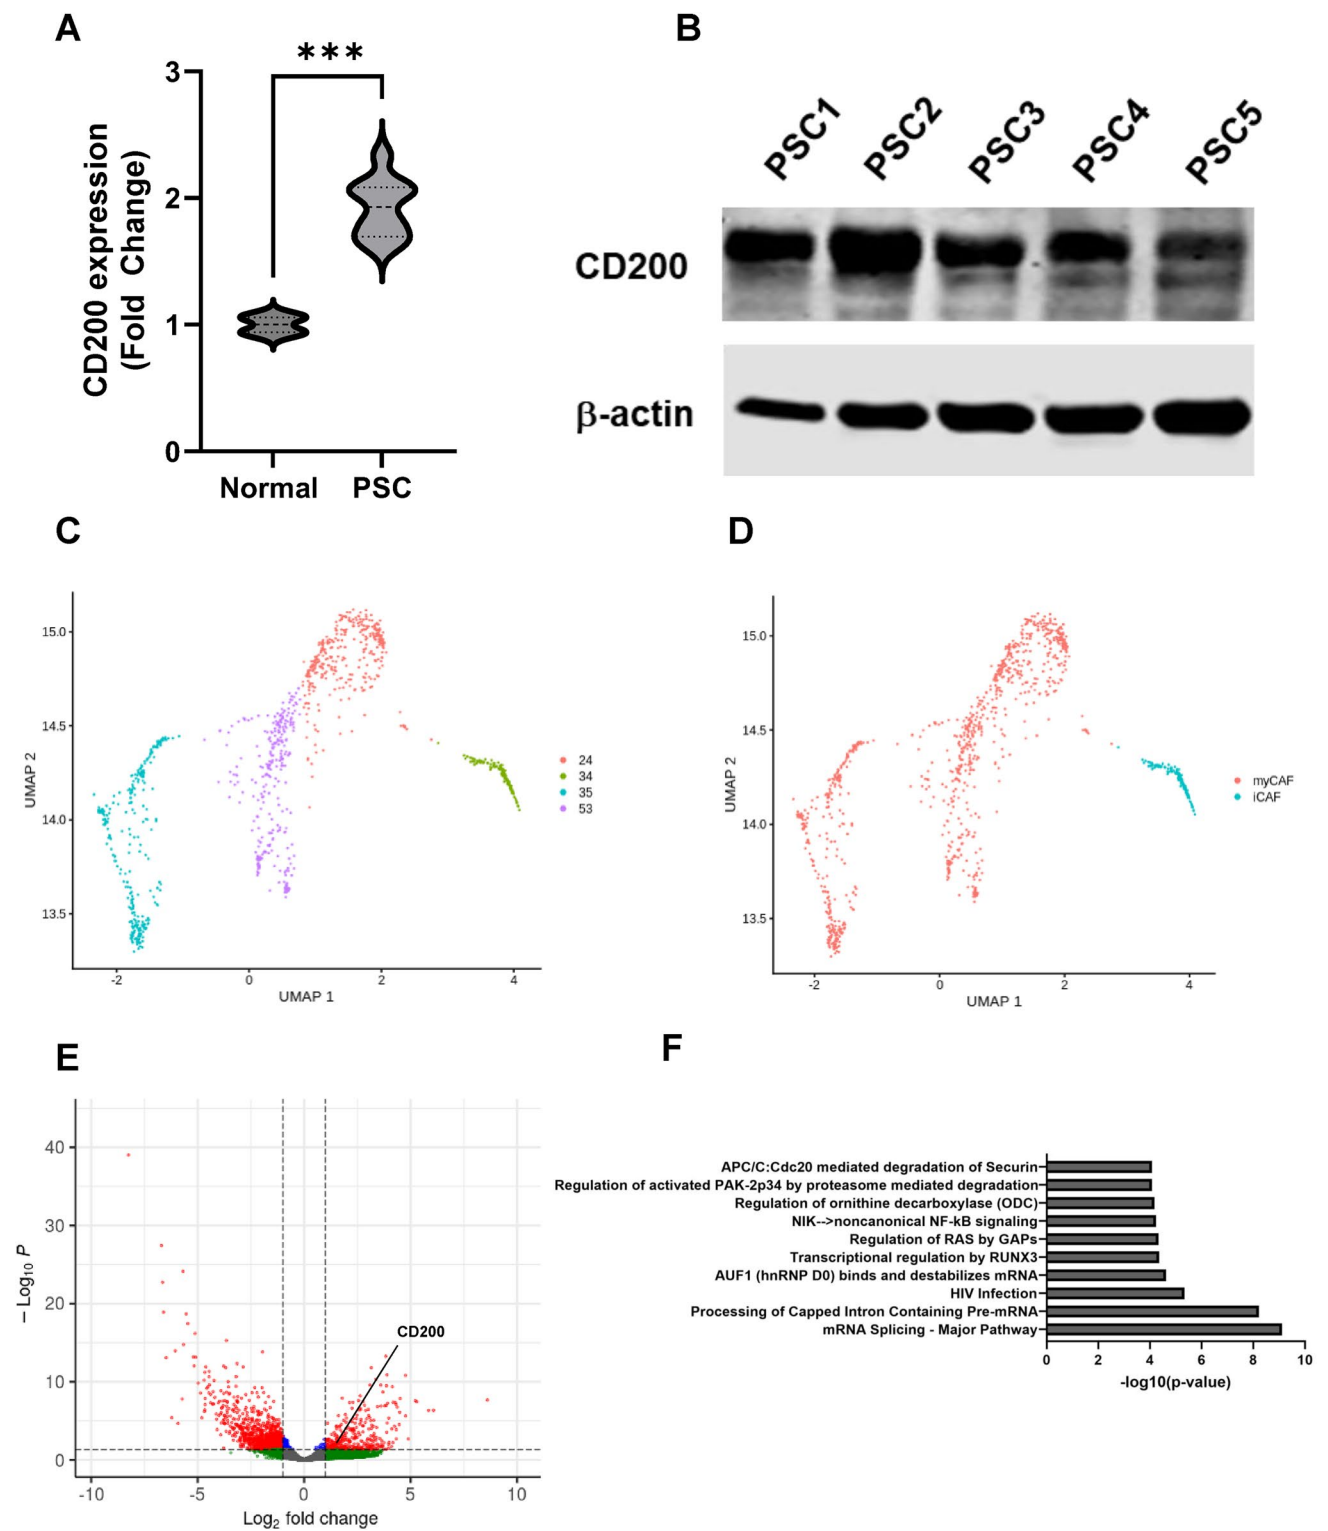 A
***
3
2
1
0
CD200 expression
(Fold Change)
Normal PSC
B
PSC1 PSC2 PSC3 PSC4 PSC5
CD200
β-actin
C
15.0
14.5
14.0
13.5
UMAP 2
-2 0 2 4
UMAP 1
24
34
35
53
D
15.0
14.5
14.0
13.5
UMAP 2
-2 0 2 4
UMAP 1
myCAF
iCAF
E
40
30
20
10
0
− Log10 P
CD200
-10 -5 0 5 10
Log2 fold change
F
APC/C:Cdc20 mediated degradation of Securin
Regulation of activated PAK-2p34 by proteasome mediated degradation
Regulation of ornithine decarboxylase (ODC)
NIK-->noncanonical NF-kB signaling
Regulation of RAS by GAPs
Transcriptional regulation by RUNX3
AUF1 (hnRNP D0) binds and destabilizes mRNA
HIV Infection
Processing of Capped Intron Containing Pre-mRNA
mRNA Splicing - Major Pathway
0 2 4 6 8 10
-log10(p-value)